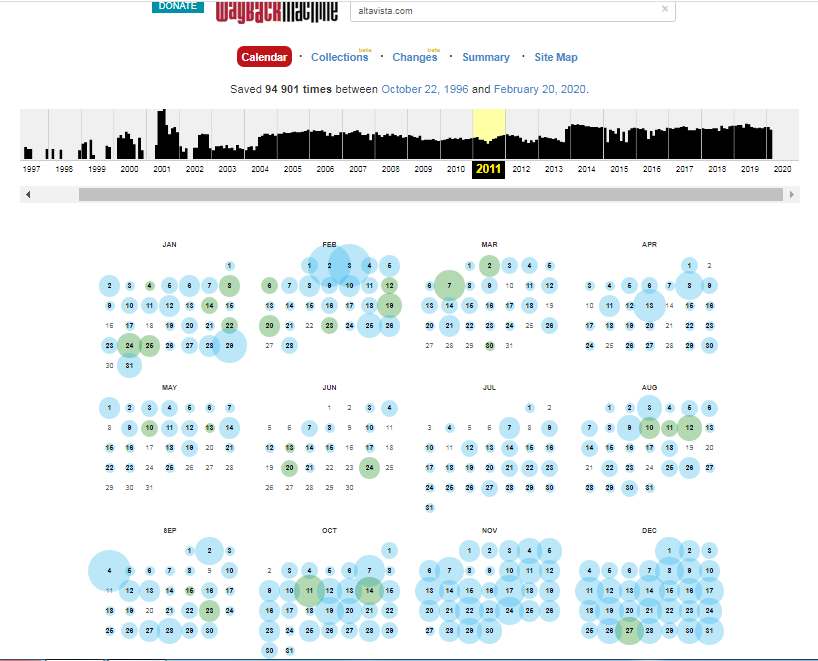 DONATE
WayBack Machine
altavista.com ×
Calendar · Collections beta · Changes beta · Summary · Site Map
Saved 94 901 times between October 22, 1996 and February 20, 2020.
1997 1998 1999 2000 2001 2002 2003 2004 2005 2006 2007 2008 2009 2010 2011 2012 2013 2014 2015 2016 2017 2018 2019 2020
JAN FEB MAR APR
1 1 2 3 4 5 1 2 3 4 5 1 2
2 3 4 5 6 7 8 6 7 8 9 10 11 12 6 7 8 9 10 11 12 3 4 5 6 7 8 9
9 10 11 12 13 14 15 13 14 15 16 17 18 19 13 14 15 16 17 18 19 10 11 12 13 14 15 16
16 17 18 19 20 21 22 20 21 22 23 24 25 26 20 21 22 23 24 25 26 17 18 19 20 21 22 23
23 24 25 26 27 28 29 27 28 27 28 29 30 31 24 25 26 27 28 29 30
30 31
MAY JUN JUL AUG
1 2 3 4 5 6 7 1 2 3 4 1 2 1 2 3 4 5 6
8 9 10 11 12 13 14 5 6 7 8 9 10 11 3 4 5 6 7 8 9 7 8 9 10 11 12 13
15 16 17 18 19 20 21 12 13 14 15 16 17 18 10 11 12 13 14 15 16 14 15 16 17 18 19 20
22 23 24 25 26 27 28 19 20 21 22 23 24 25 17 18 19 20 21 22 23 21 22 23 24 25 26 27
29 30 31 26 27 28 29 30 24 25 26 27 28 29 30 28 29 30 31
31
SEP OCT NOV DEC
1 2 3 1 1 2 3 4 5 1 2 3
4 5 6 7 8 9 10 2 3 4 5 6 7 8 6 7 8 9 10 11 12 4 5 6 7 8 9 10
11 12 13 14 15 16 17 9 10 11 12 13 14 15 13 14 15 16 17 18 19 11 12 13 14 15 16 17
18 19 20 21 22 23 24 16 17 18 19 20 21 22 20 21 22 23 24 25 26 18 19 20 21 22 23 24
25 26 27 28 29 30 23 24 25 26 27 28 29 27 28 29 30 25 26 27 28 29 30 31
30 31